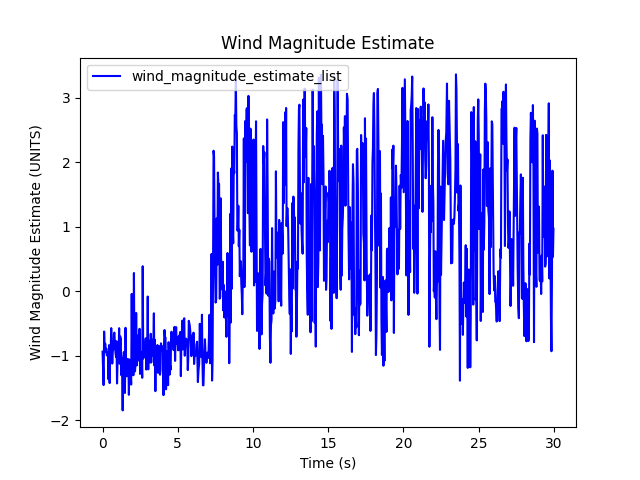 Wind Magnitude Estimate
wind_magnitude_estimate_list
Wind Magnitude Estimate (UNITS)
3
2
1
0
−1
−2
0 5 10 15 20 25 30
Time (s)